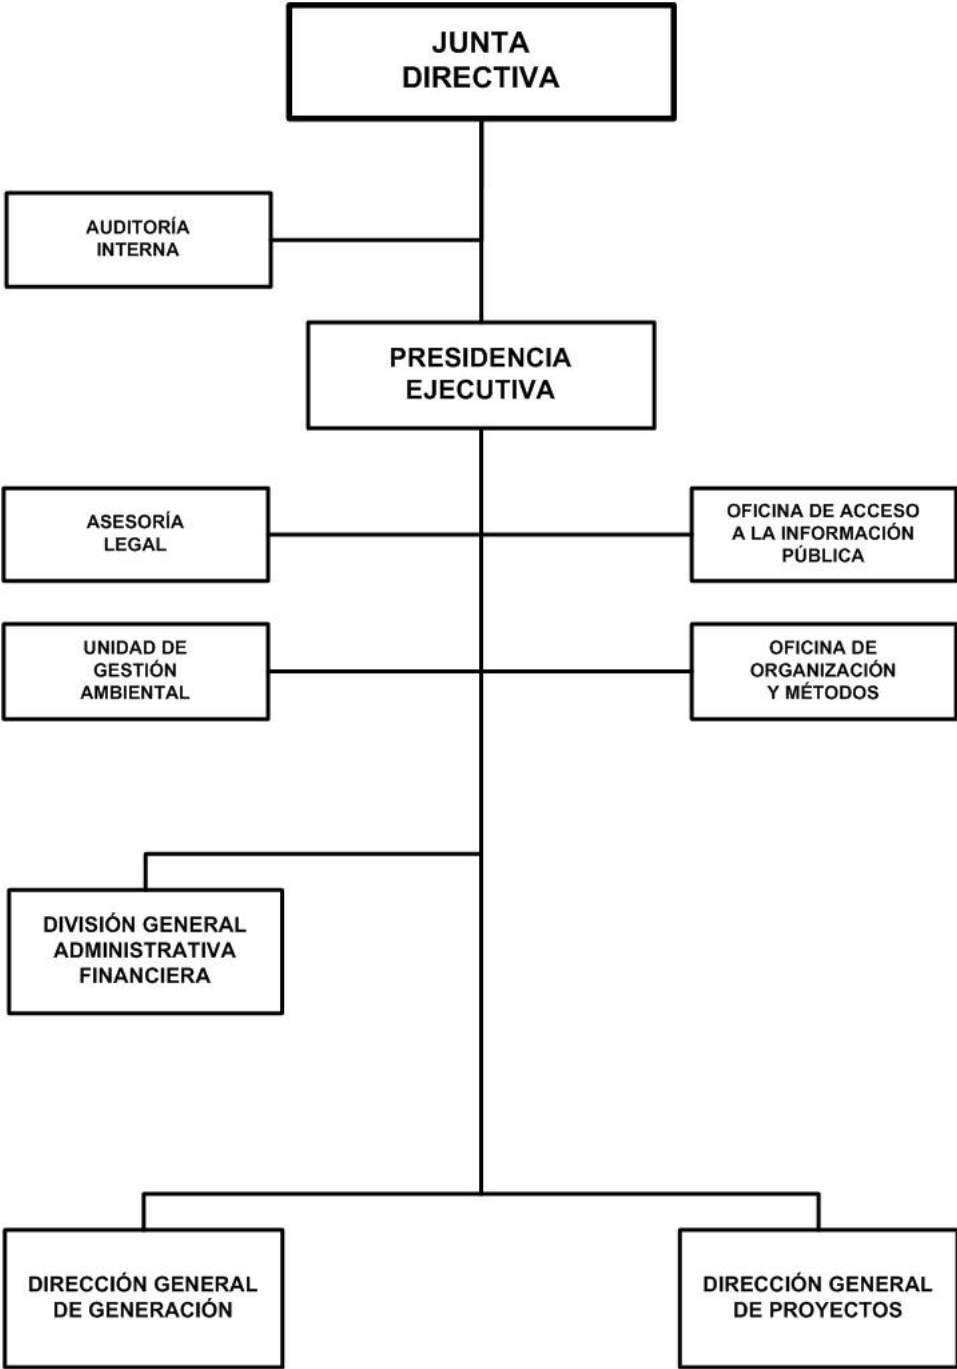 JUNTA
DIRECTIVA
AUDITORÍA
INTERNA
PRESIDENCIA
EJECUTIVA
ASESORÍA
LEGAL
OFICINA DE ACCESO
A LA INFORMACIÓN
PÚBLICA
UNIDAD DE
GESTIÓN
AMBIENTAL
OFICINA DE
ORGANIZACIÓN
Y MÉTODOS
DIVISIÓN GENERAL
ADMINISTRATIVA
FINANCIERA
DIRECCIÓN GENERAL
DE GENERACIÓN
DIRECCIÓN GENERAL
DE PROYECTOS